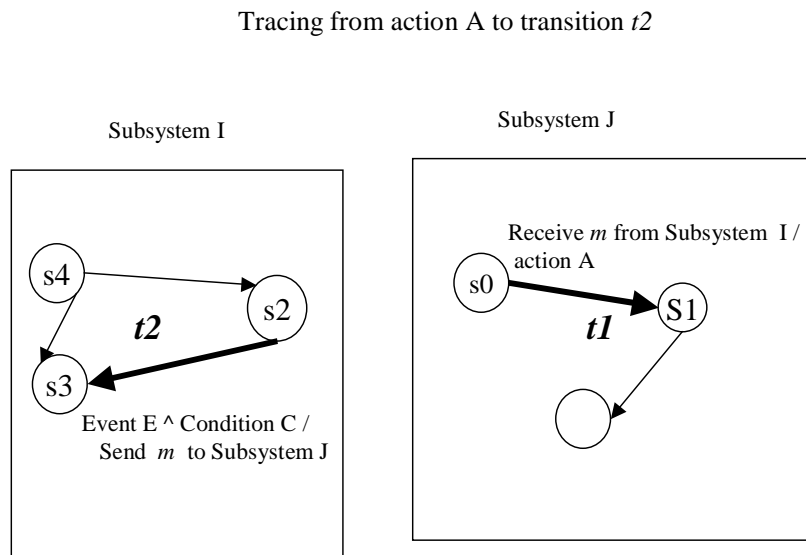 Tracing from action A to transition t2
Subsystem I
Subsystem J
s4
s2
t2
s3
Event E ^ Condition C /
Send m to Subsystem J
Receive m from Subsystem I /
action A
s0
S1
t1